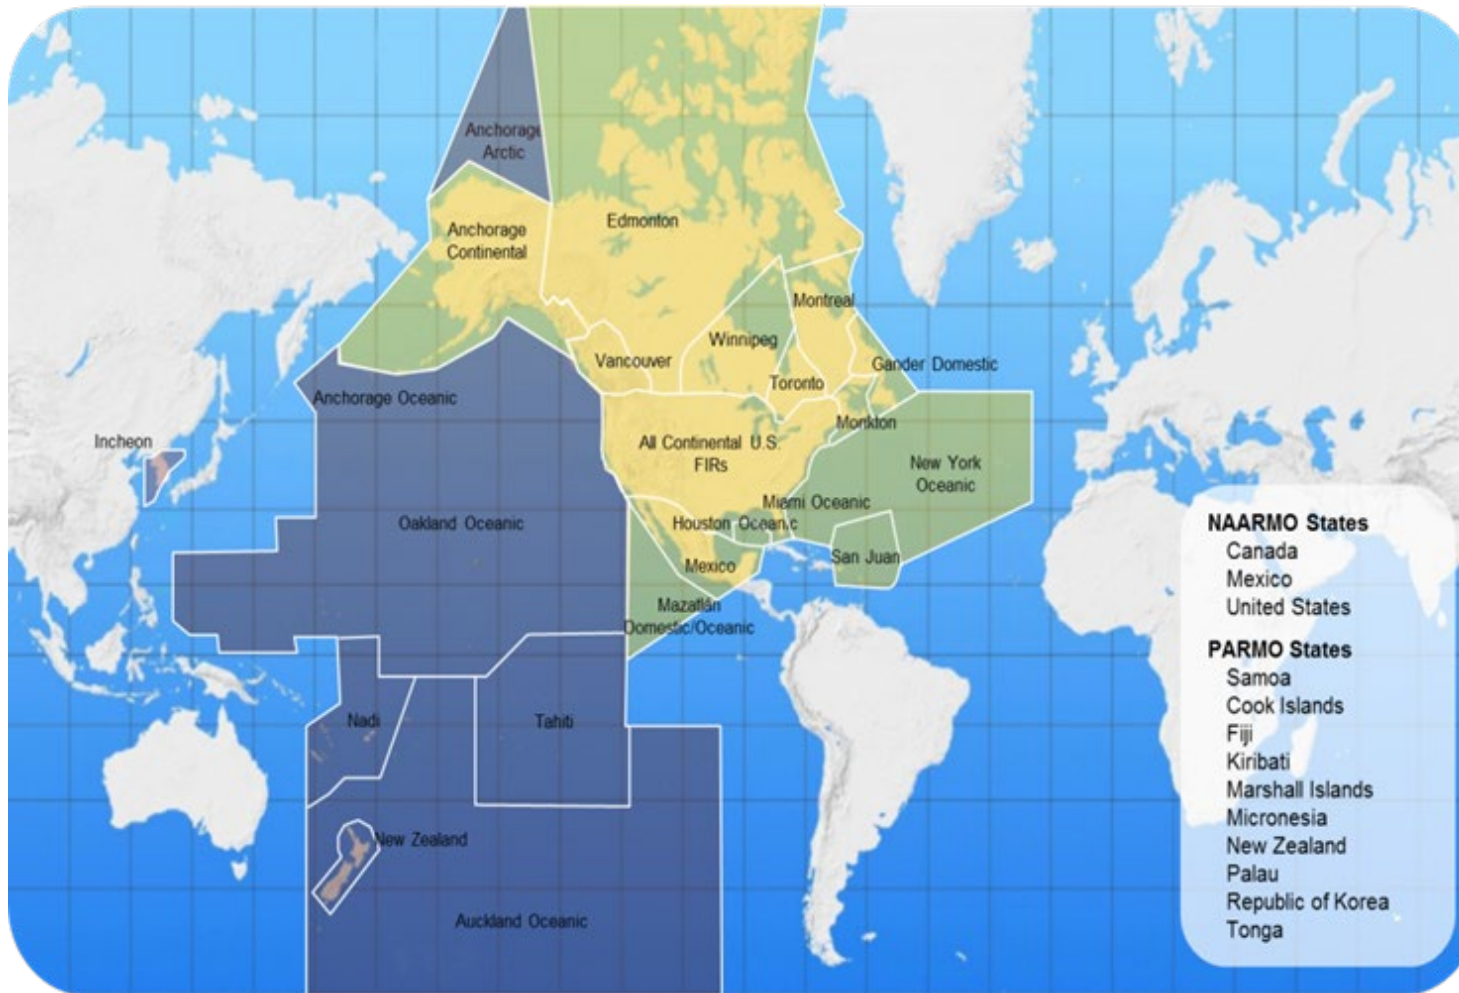 Anchorage
Arctic
Anchorage
Continental
Edmonton
Montreal
Winnipeg
Vancouver
Gander Domestic
Toronto
Anchorage Oceanic
Monkton
Incheon
All Continental U.S.
FIRs
New York
Oceanic
Miami Oceanic
Oakland Oceanic
Houston Oceanic
San Juan
Mexico
Mazatlán
Domestic/Oceanic
Nadi
Tahiti
New Zealand
Auckland Oceanic
NAARMO States
Canada
Mexico
United States
PARMO States
Samoa
Cook Islands
Fiji
Kiribati
Marshall Islands
Micronesia
New Zealand
Palau
Republic of Korea
Tonga